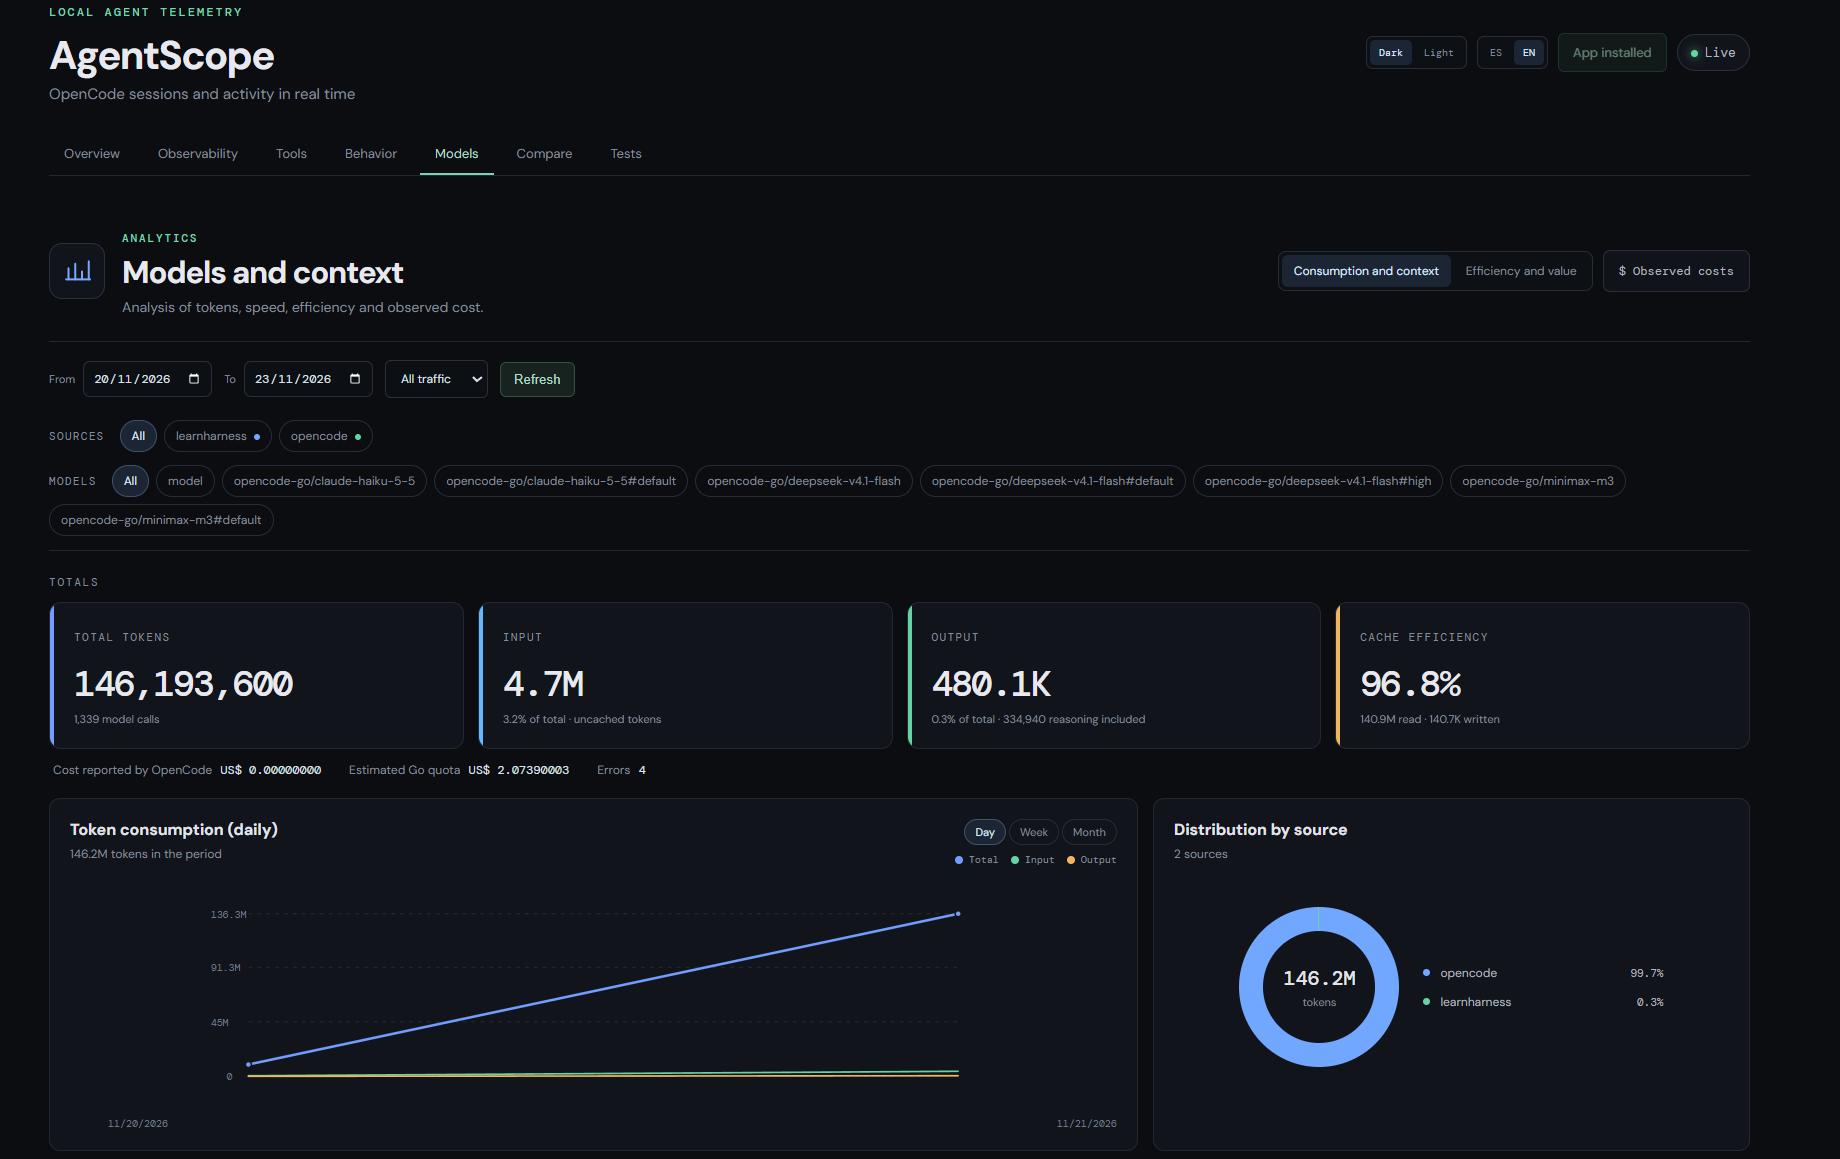 LOCAL AGENT TELEMETRY
AgentScope
OpenCode sessions and activity in real time
Dark Light ES EN App installed Live
Overview Observability Tools Behavior Models Compare Tests
ANALYTICS
Models and context
Analysis of tokens, speed, efficiency and observed cost.
Consumption and context Efficiency and value $ Observed costs
From 20/11/2026 To 23/11/2026 All traffic Refresh
SOURCES All learnharness opencode
MODELS All model opencode-go/claude-haiku-5-5 opencode-go/claude-haiku-5-5#default opencode-go/deepseek-v4.1-flash opencode-go/deepseek-v4.1-flash#default opencode-go/deepseek-v4.1-flash#high opencode-go/minimax-m3
opencode-go/minimax-m3#default
TOTALS
TOTAL TOKENS
146,193,600
1,339 model calls
INPUT
4.7M
3.2% of total · uncached tokens
OUTPUT
480.1K
0.3% of total · 334,940 reasoning included
CACHE EFFICIENCY
96.8%
140.9M read · 140.7K written
Cost reported by OpenCode US$ 0.00000000 Estimated Go quota US$ 2.07390003 Errors 4
Token consumption (daily)
146.2M tokens in the period
Day Week Month
Total Input Output
136.3M
91.3M
45M
0
11/20/2026 11/21/2026
Distribution by source
2 sources
146.2M
tokens
opencode 99.7%
learnharness 0.3%